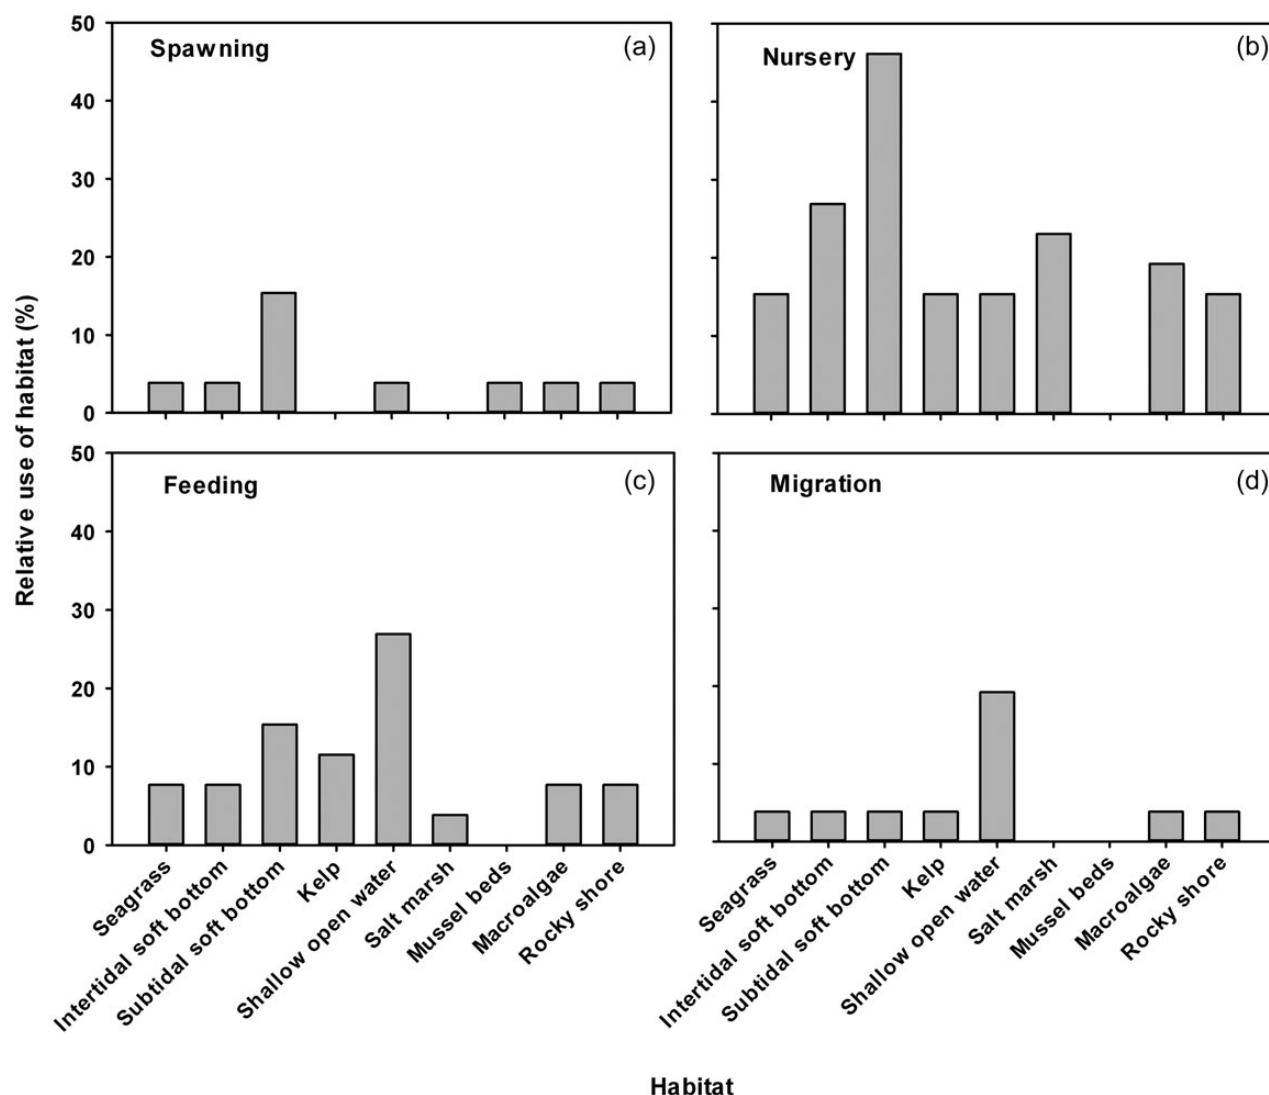 Spawning
(a)
Nursery
(b)
50
40
30
20
10
0
Relative use of habitat (%)
Feeding
(c)
Migration
(d)
50
40
30
20
10
0
Seagrass
Intertidal soft bottom
Subtidal soft bottom
Kelp
Shallow open water
Salt marsh
Mussel beds
Macroalgae
Rocky shore
Seagrass
Intertidal soft bottom
Subtidal soft bottom
Kelp
Shallow open water
Salt marsh
Mussel beds
Macroalgae
Rocky shore
Habitat